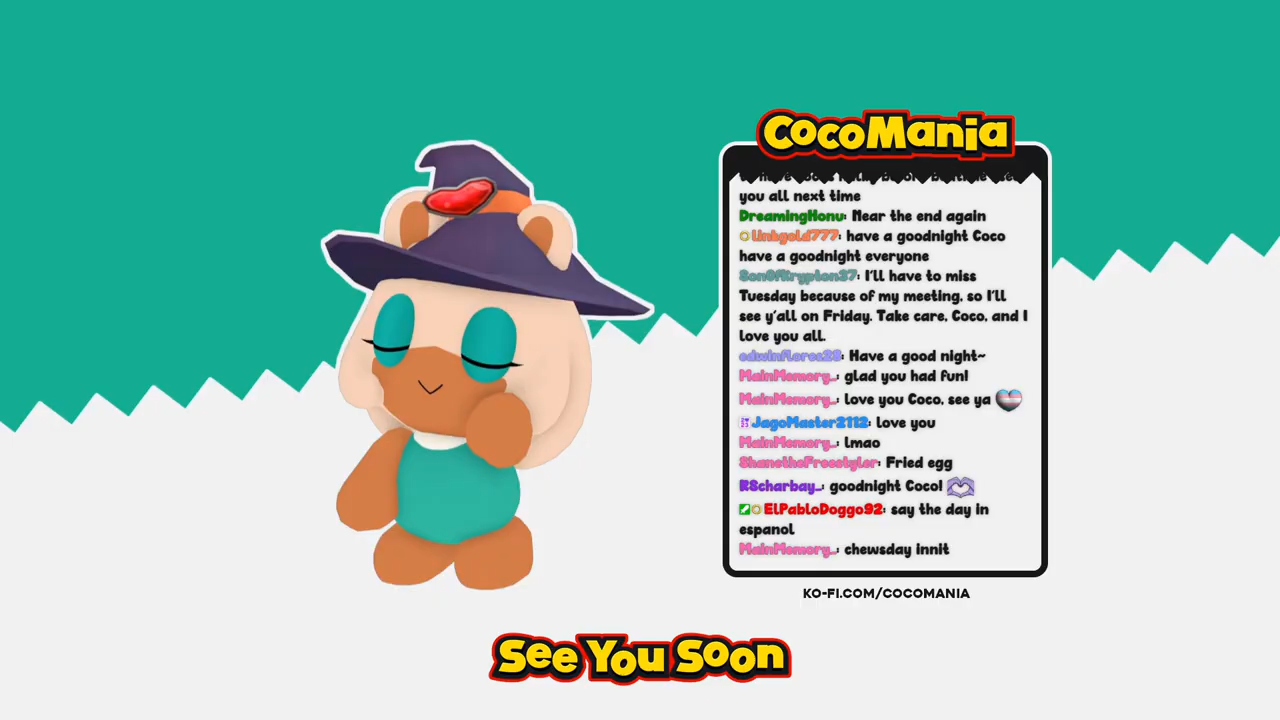 CocoMania
you all next time
DreamingHonu: Near the end again
linkgold777: have a goodnight Coco
have a goodnight everyone
SonOfKrypton37: I'll have to miss
Tuesday because of my meeting, so I'll
see y'all on Friday. Take care, Coco, and I
love you all.
edwinflores28: Have a good night~
MainMemory_: glad you had fun!
MainMemory_: love you Coco, see ya
JagoMaster2112: love you
MainMemory_: lmao
ShanetheFreestyler: Fried egg
RScharbay_: goodnight Coco!
ElPabloDoggo92: say the day in
espanol
MainMemory_: chewsday innit
KO-FI.COM/COCOMANIA
See You Soon